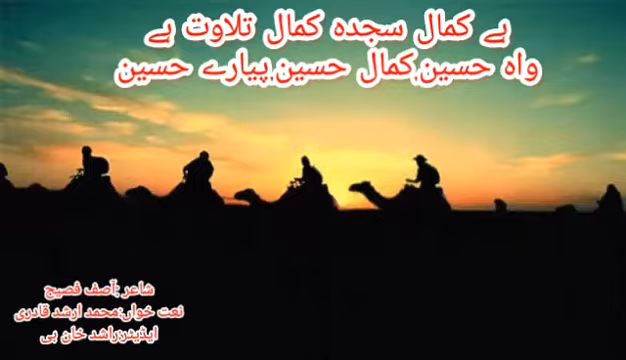 ہے کمال سجدہ کمال تلاوت ہے
واہ حسین,کمال حسین,پیارے حسین
شاعر :آصف فصیح
نعت خواں:محمد ارشد قادری
ایڈیٹر:راشد خان بی